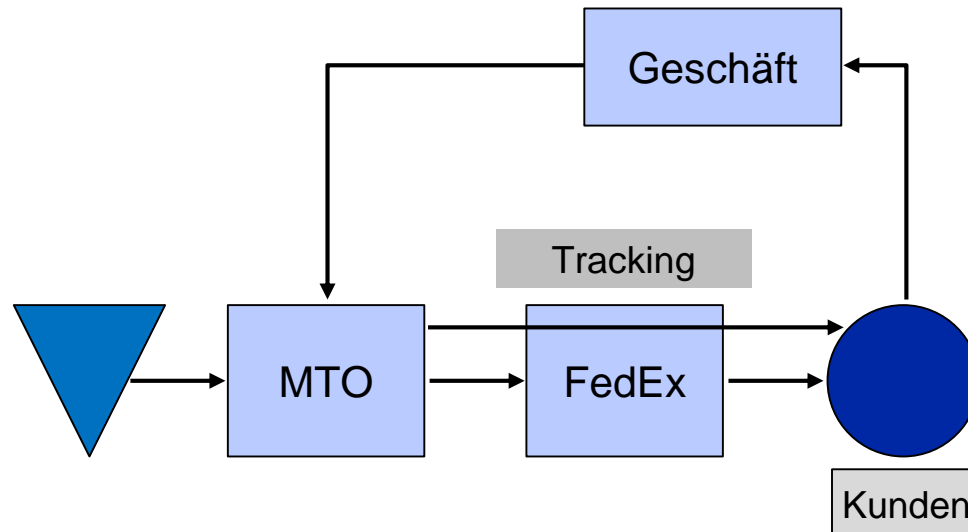 Geschäft
Tracking
MTO
FedEx
Kunden